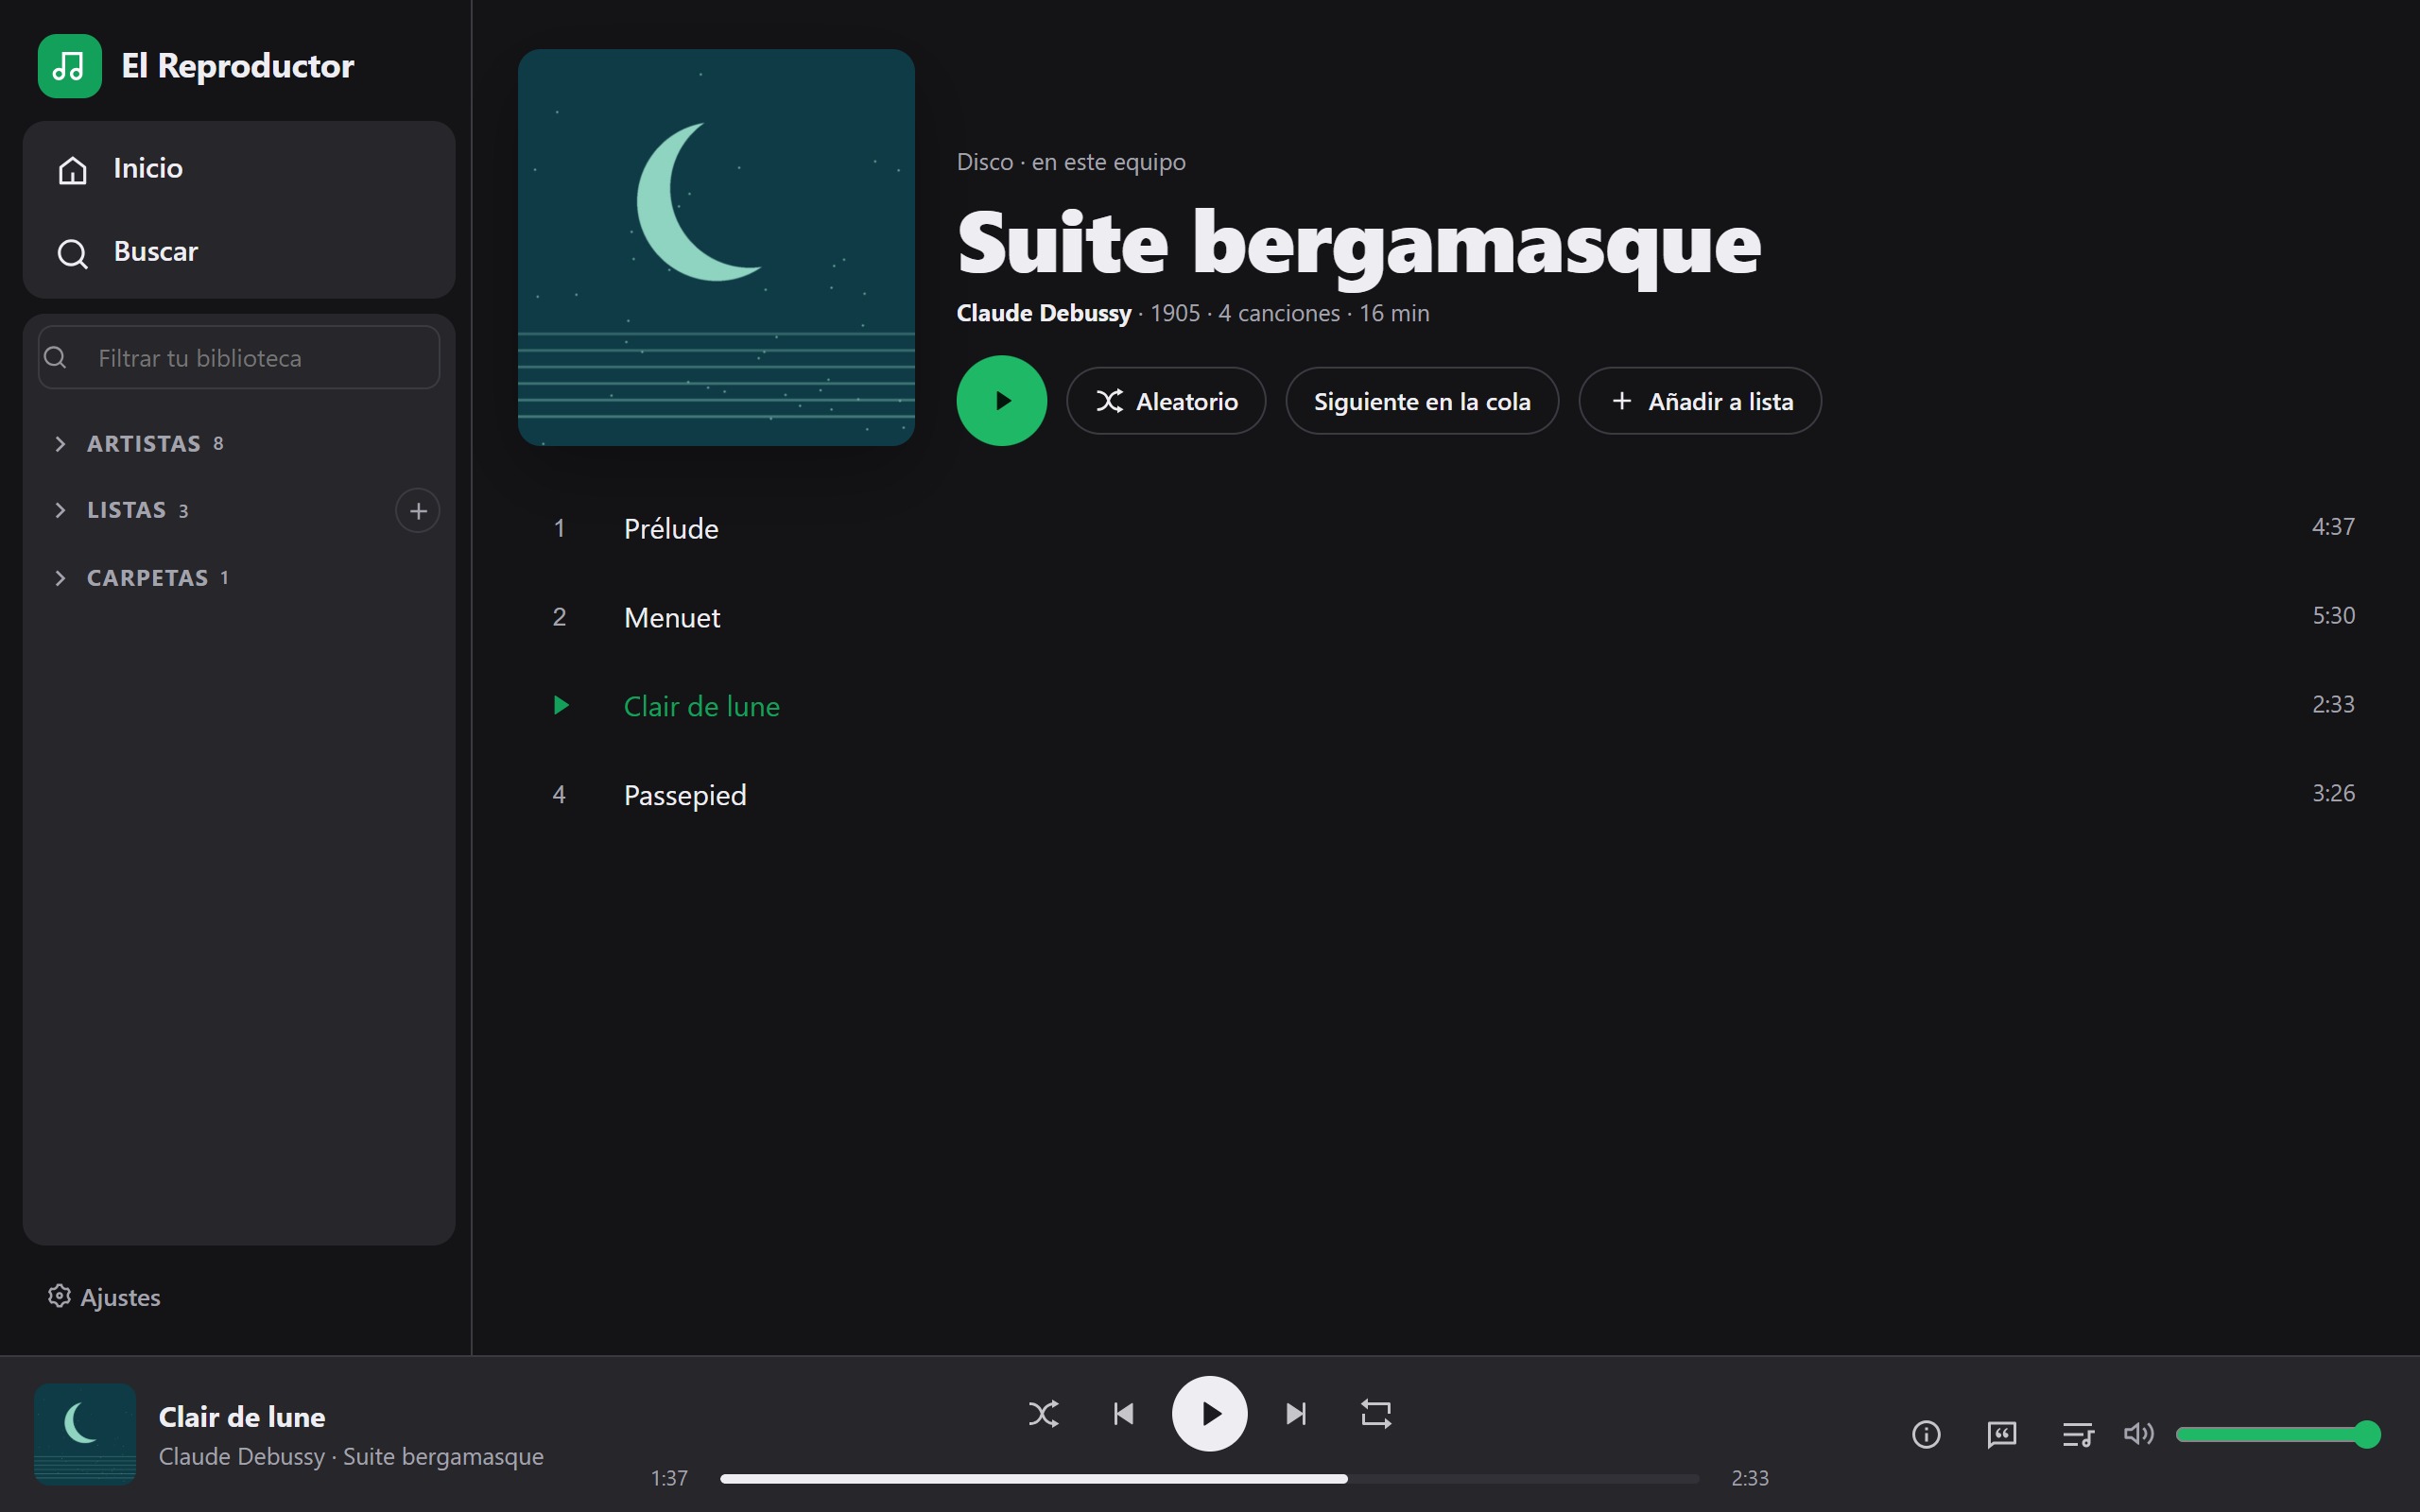 El Reproductor
Inicio
Buscar
Filtrar tu biblioteca
ARTISTAS 8
LISTAS 3
CARPETAS 1
Ajustes
Disco · en este equipo
Suite bergamasque
Claude Debussy · 1905 · 4 canciones · 16 min
Aleatorio
Siguiente en la cola
Añadir a lista
1 Prélude 4:37
2 Menuet 5:30
Clair de lune 2:33
4 Passepied 3:26
Clair de lune
Claude Debussy · Suite bergamasque
1:37
2:33